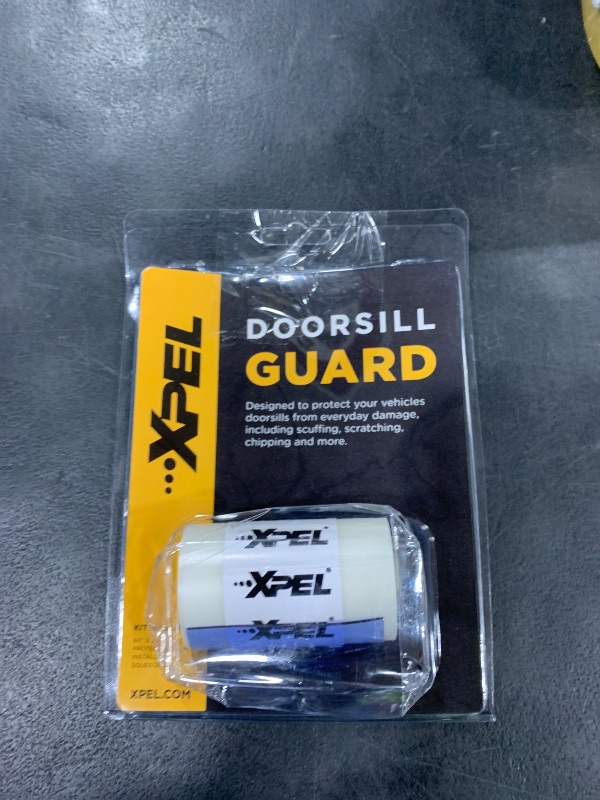 DOORSILL
GUARD
Designed to protect your vehicles
doorsills from everyday damage,
including scuffing, scratching,
chipping and more.
XPEL
XPEL
XPEL
XPEL
KIT
XPEL.COM